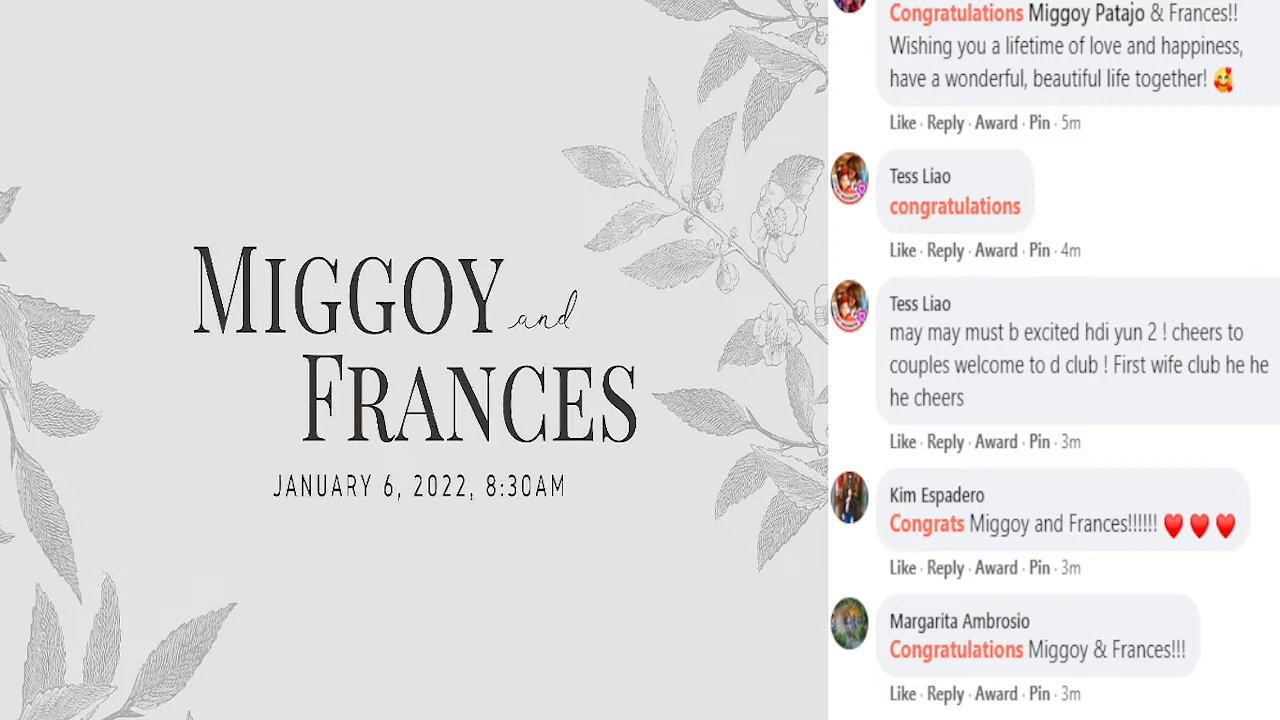 MIGGOY and
FRANCES
JANUARY 6, 2022, 8:30AM
Congratulations Miggoy Patajo & Frances!!
Wishing you a lifetime of love and happiness,
have a wonderful, beautiful life together! 🥰
Like · Reply · Award · Pin · 5m
Tess Liao
congratulations
Like · Reply · Award · Pin · 4m
Tess Liao
may may must b excited hdi yun 2 ! cheers to
couples welcome to d club ! First wife club he he
he cheers
Like · Reply · Award · Pin · 3m
Kim Espadero
Congrats Miggoy and Frances!!!!!! ♥️ ♥️ ♥️
Like · Reply · Award · Pin · 3m
Margarita Ambrosio
Congratulations Miggoy & Frances!!!
Like · Reply · Award · Pin · 3m